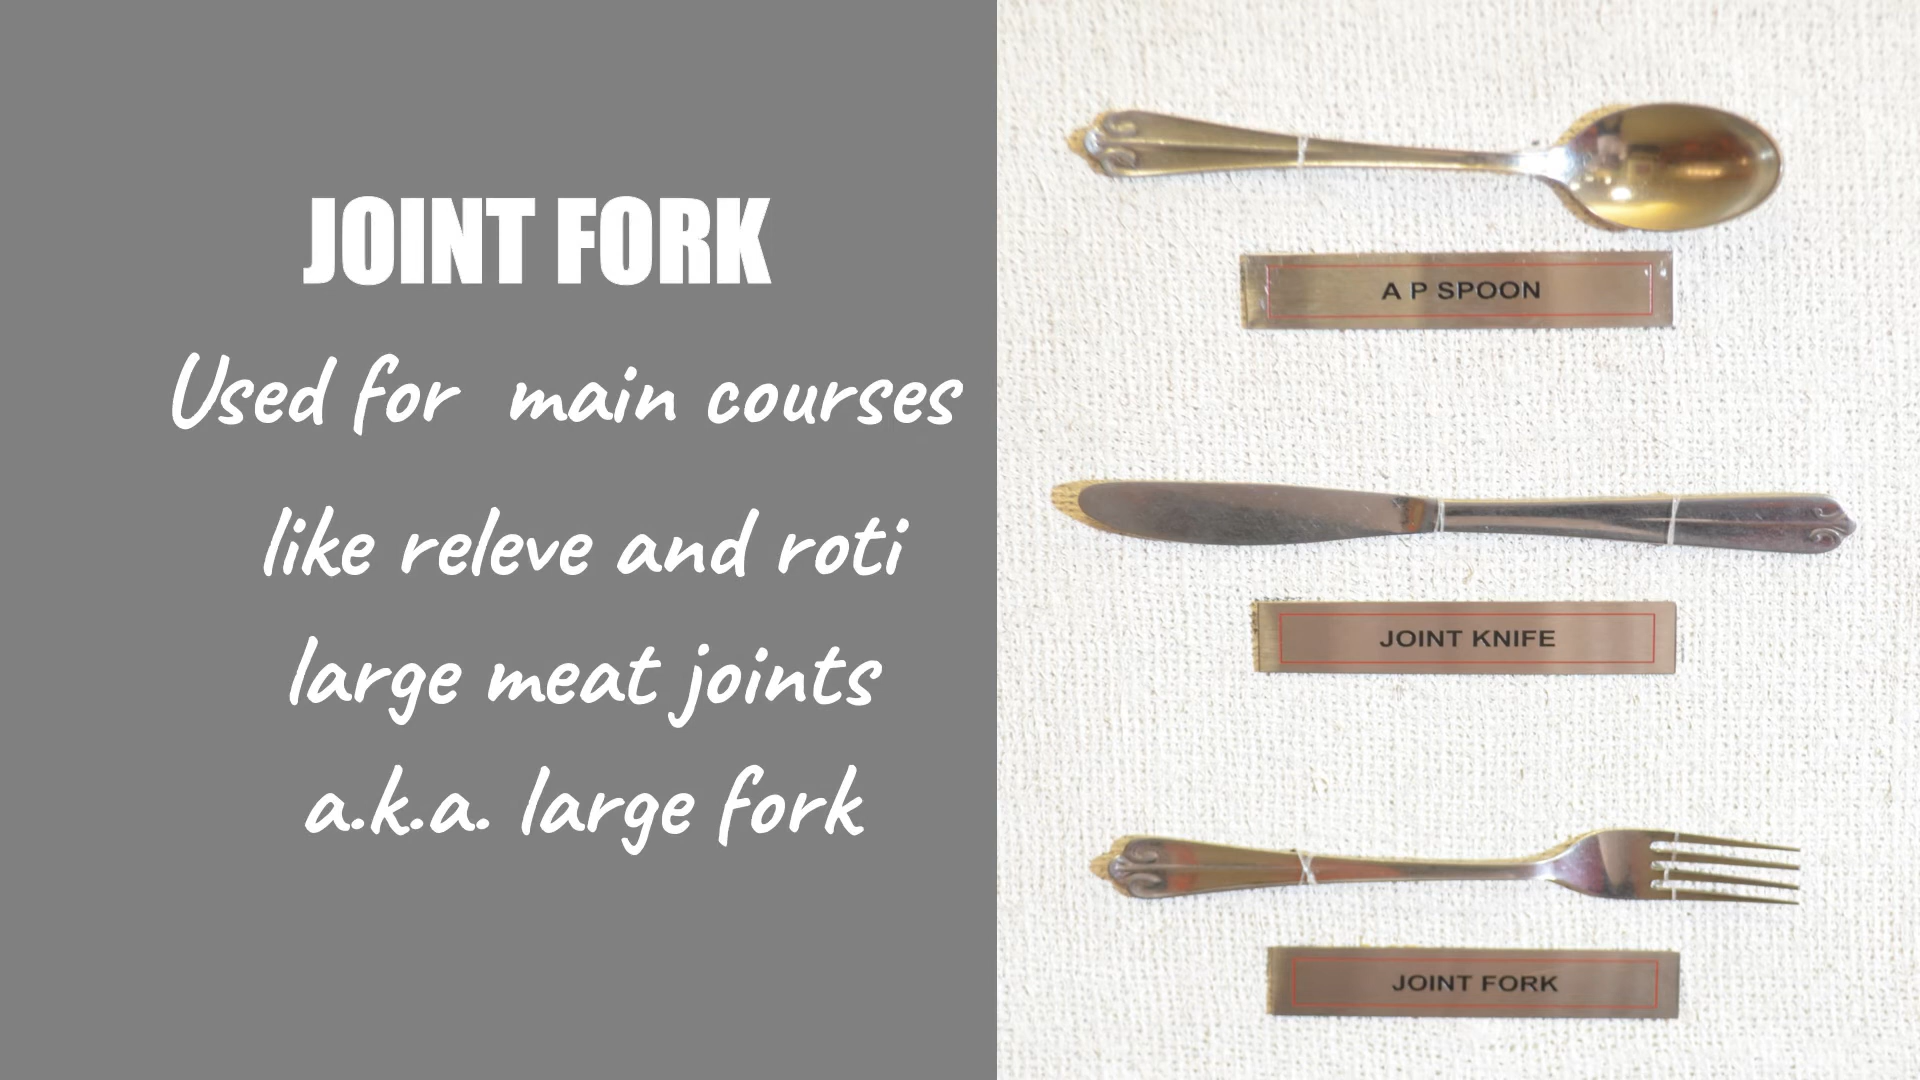 JOINT FORK
Used for main courses
like releve and roti
large meat joints
a.k.a. large fork
A P SPOON
JOINT KNIFE
JOINT FORK